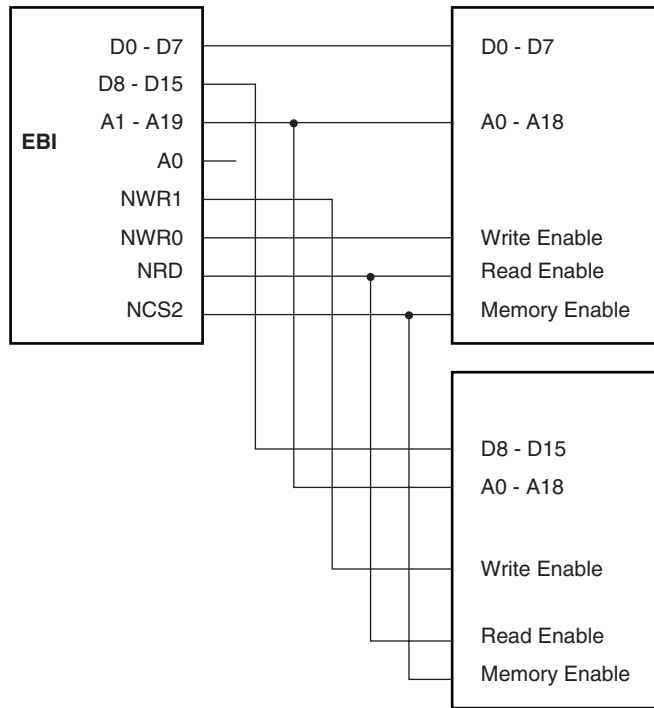 EBI
D0 - D7
D8 - D15
A1 - A19
A0
NWR1
NWR0
NRD
NCS2
D0 - D7
A0 - A18
Write Enable
Read Enable
Memory Enable
D8 - D15
A0 - A18
Write Enable
Read Enable
Memory Enable